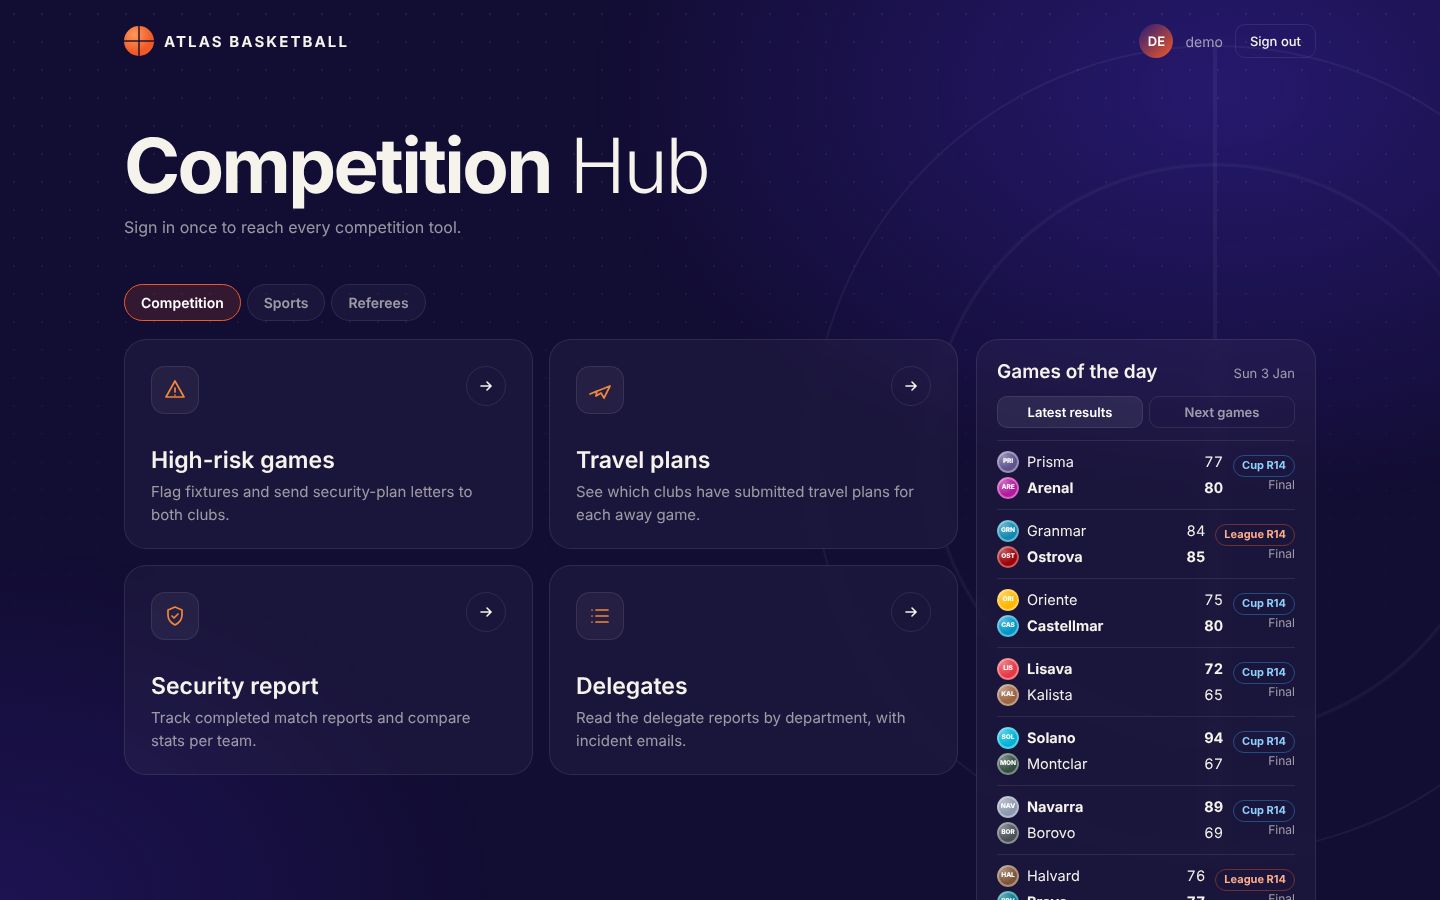 ATLAS BASKETBALL
DE demo Sign out
Competition Hub
Sign in once to reach every competition tool.
Competition Sports Referees
High-risk games
Flag fixtures and send security-plan letters to
both clubs.
Travel plans
See which clubs have submitted travel plans for
each away game.
Security report
Track completed match reports and compare
stats per team.
Delegates
Read the delegate reports by department, with
incident emails.
Games of the day Sun 3 Jan
Latest results Next games
PRI Prisma 77 Cup R14
ARE Arenal 80 Final
GRN Granmar 84 League R14
OST Ostrova 85 Final
ORI Oriente 75 Cup R14
CAS Castellmar 80 Final
LIS Lisava 72 Cup R14
KAL Kalista 65 Final
SOL Solano 94 Cup R14
MON Montclar 67 Final
NAV Navarra 89 Cup R14
BOR Borovo 69 Final
HAL Halvard 76 League R14
77 Final